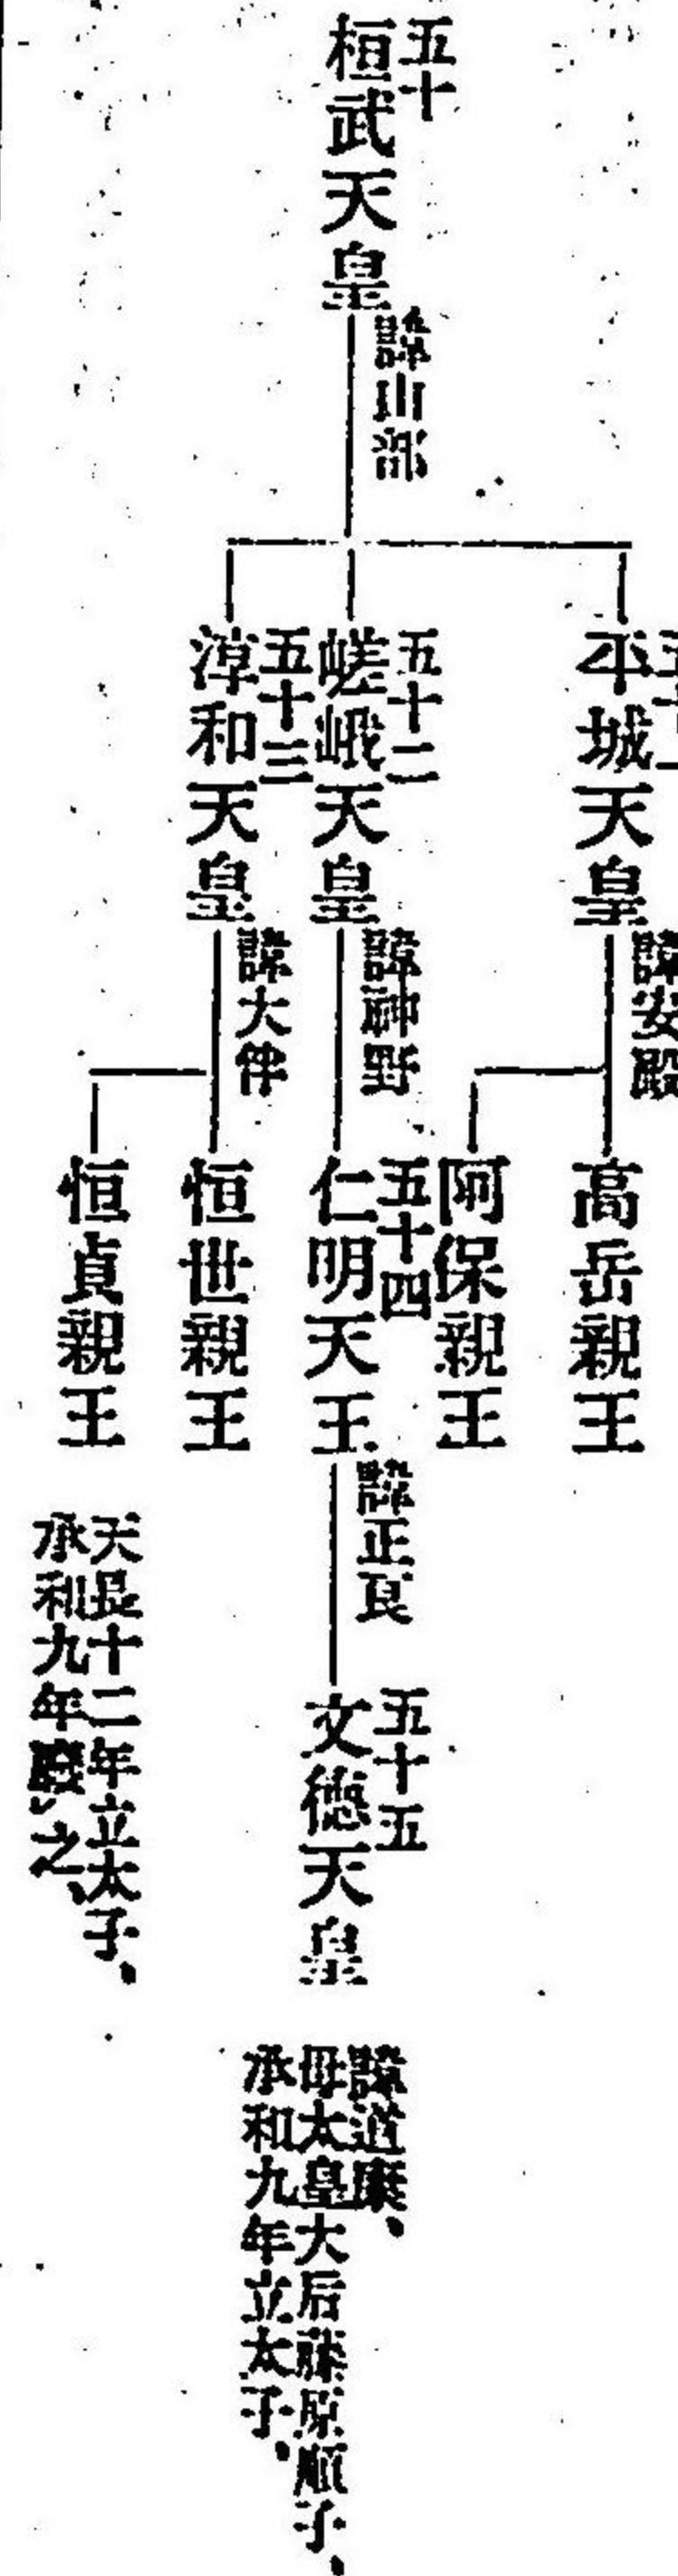 五十
桓武天皇
諱山部
五十一
平城天皇
諱安殿
高岳親王
阿保親王
五十二
嵯峨天皇
諱神野
五十四
仁明天王
諱正良
五十五
文徳天皇
諱道康、
母太皇大后藤原順子、
承和九年立太子、
五十三
淳和天皇
諱大伴
恒世親王
恒貞親王
天長十二年立太子、
承和九年廢之、